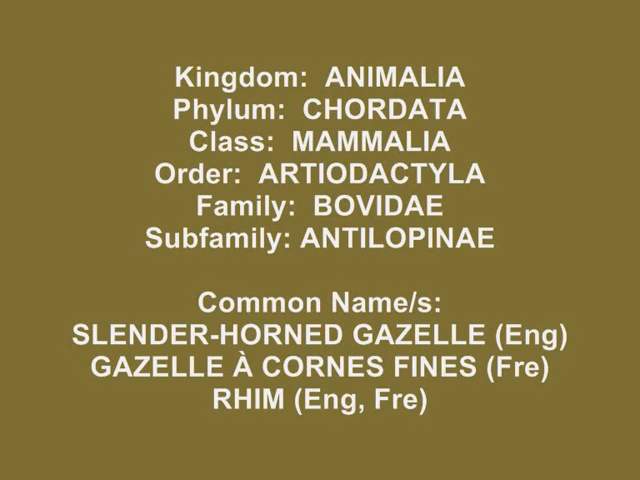 Kingdom: ANIMALIA
Phylum: CHORDATA
Class: MAMMALIA
Order: ARTIODACTYLA
Family: BOVIDAE
Subfamily: ANTILOPINAE
Common Name/s:
SLENDER-HORNED GAZELLE (Eng)
GAZELLE À CORNES FINES (Fre)
RHIM (Eng, Fre)